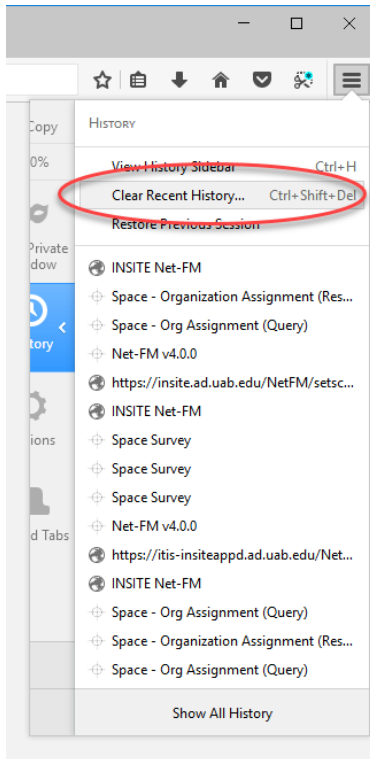 Copy
0%
Private
dow
tory
ions
d Tabs
HISTORY
View History Sidebar Ctrl+H
Clear Recent History... Ctrl+Shift+Del
Restore Previous Session
INSITE Net-FM
Space - Organization Assignment (Res...
Space - Org Assignment (Query)
Net-FM v4.0.0
https://insite.ad.uab.edu/NetFM/setsc...
INSITE Net-FM
Space Survey
Space Survey
Space Survey
Net-FM v4.0.0
https://itis-insiteappd.ad.uab.edu/Net...
INSITE Net-FM
Space - Org Assignment (Query)
Space - Organization Assignment (Res...
Space - Org Assignment (Query)
Show All History